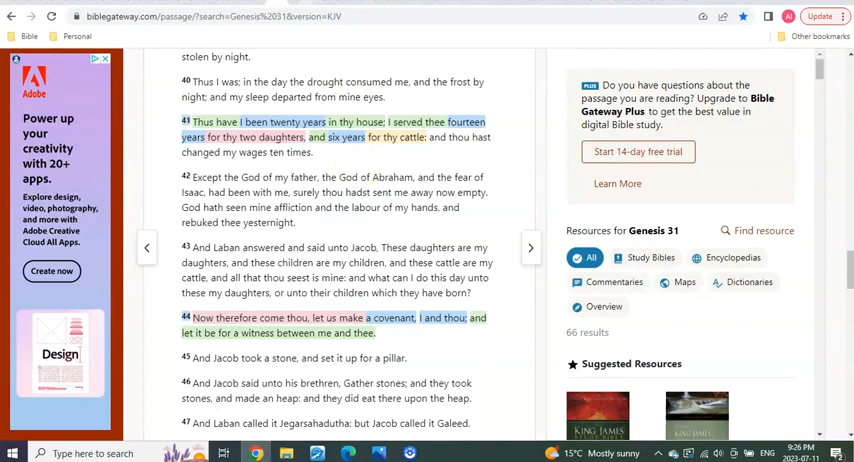 biblegateway.com/passage/?search=Genesis%2031&version=KJV
AI
Update
Bible
Personal
Other bookmarks
Adobe
Power up
your
creativity
with 20+
apps.
Explore design,
video, photography,
and more with
Adobe Creative
Cloud All Apps.
Create now
Design
stolen by night.
40 Thus I was; in the day the drought consumed me, and the frost by
night; and my sleep departed from mine eyes.
41 Thus have I been twenty years in thy house; I served thee fourteen
years for thy two daughters, and six years for thy cattle: and thou hast
changed my wages ten times.
42 Except the God of my father, the God of Abraham, and the fear of
Isaac, had been with me, surely thou hadst sent me away now empty.
God hath seen mine affliction and the labour of my hands, and
rebuked thee yesternight.
43 And Laban answered and said unto Jacob, These daughters are my
daughters, and these children are my children, and these cattle are my
cattle, and all that thou seest is mine: and what can I do this day unto
these my daughters, or unto their children which they have born?
44 Now therefore come thou, let us make a covenant, I and thou; and
let it be for a witness between me and thee.
45 And Jacob took a stone, and set it up for a pillar.
46 And Jacob said unto his brethren, Gather stones; and they took
stones, and made an heap: and they did eat there upon the heap.
47 And Laban called it Jegarsahadutha: but Jacob called it Galeed.
PLUS Do you have questions about the
passage you are reading? Upgrade to Bible
Gateway Plus to get the best value in
digital Bible study.
Start 14-day free trial
Learn More
Resources for Genesis 31
Find resource
All
Study Bibles
Encyclopedias
Commentaries
Maps
Dictionaries
Overview
66 results
Suggested Resources
KING JAMES
KING JAMES
Type here to search
15°C Mostly sunny
ENG
9:26 PM
2023-07-11
2